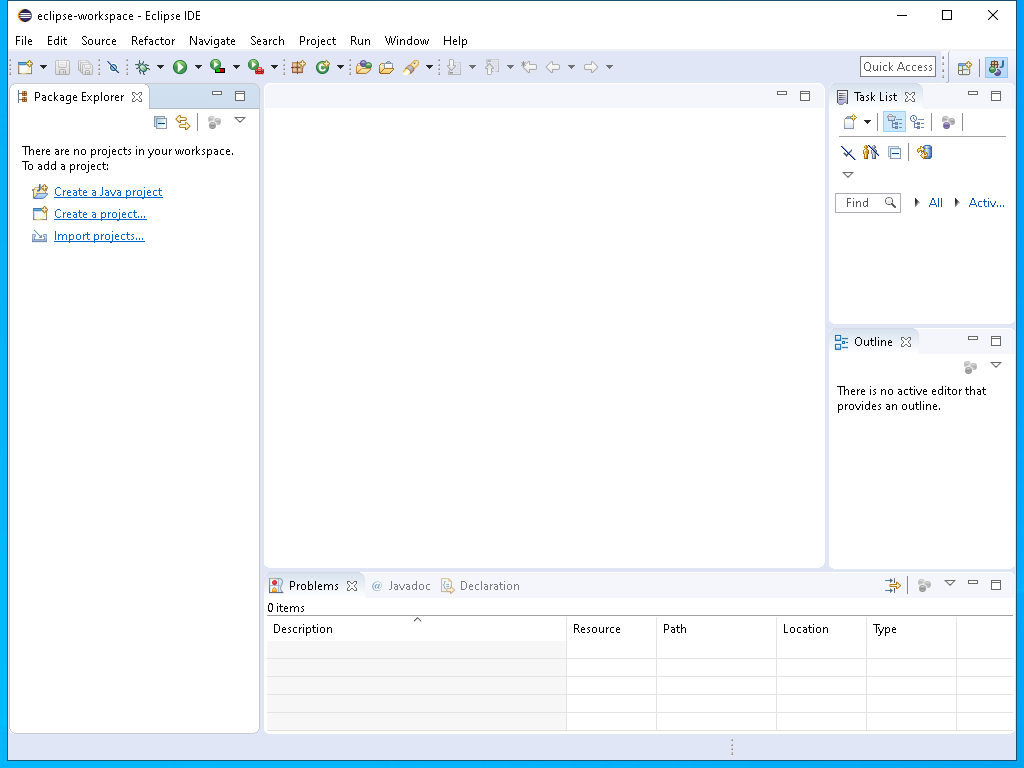 eclipse-workspace - Eclipse IDE
File Edit Source Refactor Navigate Search Project Run Window Help
Quick Access
Package Explorer
There are no projects in your workspace.
To add a project:
Create a Java project
Create a project...
Import projects...
Task List
Find All Activ...
Outline
There is no active editor that
provides an outline.
Problems @ Javadoc Declaration
0 items
Description Resource Path Location Type